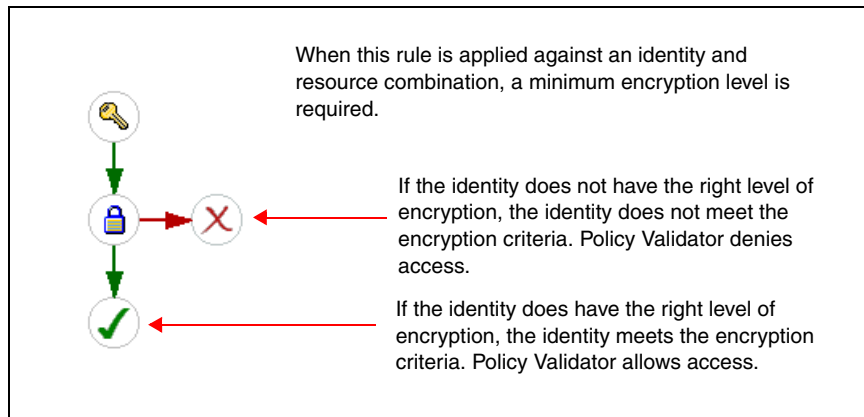 When this rule is applied against an identity and
resource combination, a minimum encryption level is
required.
If the identity does not have the right level of
encryption, the identity does not meet the
encryption criteria. Policy Validator denies
access.
If the identity does have the right level of
encryption, the identity meets the encryption
criteria. Policy Validator allows access.